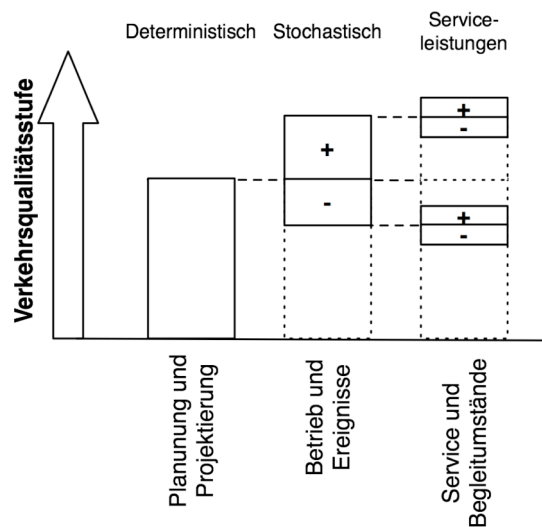 Deterministisch
Stochastisch
Service-
leistungen
Verkehrsqualitätsstufe
+
-
+
-
+
-
Planunung und
Projektierung
Betrieb und
Ereignisse
Service und
Begleitumstände